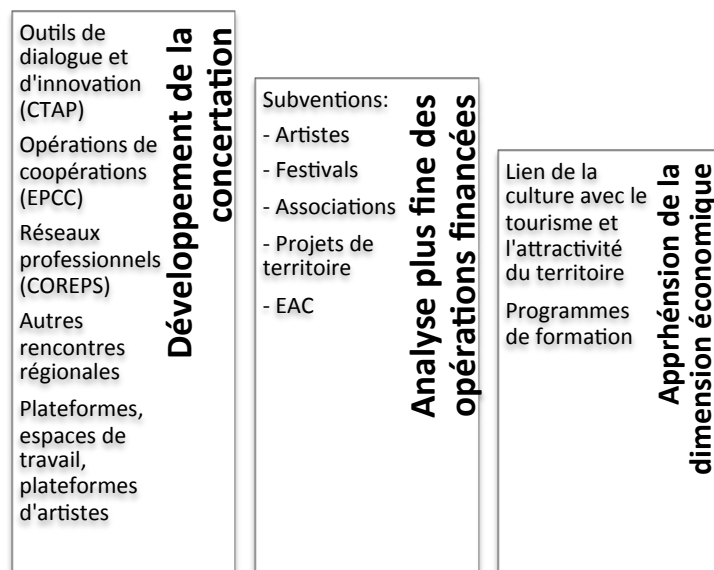 Outils de
dialogue et
d'innovation
(CTAP)
Opérations de
coopérations
(EPCC)
Réseaux
professionnels
(COREPS)
Autres
rencontres
régionales
Plateformes,
espaces de
travail,
plateformes
d'artistes
Développement de la
concertation
Subventions:
- Artistes
- Festivals
- Associations
- Projets de
territoire
- EAC
Analyse plus fine des
opérations financées
Lien de la
culture avec le
tourisme et
l'attractivité
du territoire
Programmes
de formation
Apprhénsion de la
dimension économique